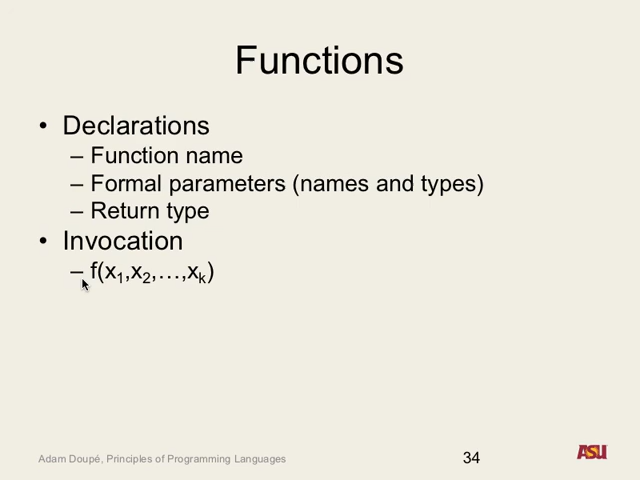 Functions
• Declarations
– Function name
– Formal parameters (names and types)
– Return type
• Invocation
– f(x₁,x₂,…,xₖ)
Adam Doupé, Principles of Programming Languages
34
ASU